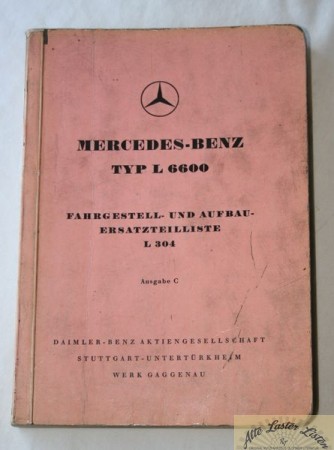 MERCEDES-BENZ
TYP L 6600
FAHRGESTELL- UND AUFBAU-
ERSATZTEILLISTE
L 304
Ausgabe C
DAIMLER-BENZ AKTIENGESELLSCHAFT
STUTTGART-UNTERTÜRKHEIM
WERK GAGGENAU
Alte Laster Listen